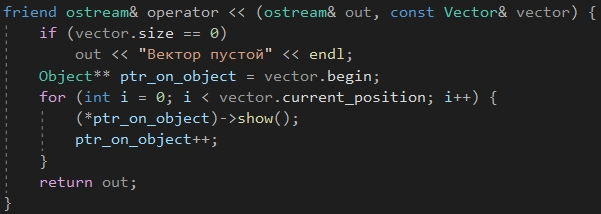 friend ostream& operator << (ostream& out, const Vector& vector) {
    if (vector.size == 0)
        out << "Вектор пустой" << endl;
    Object** ptr_on_object = vector.begin;
    for (int i = 0; i < vector.current_position; i++) {
        (*ptr_on_object)->show();
        ptr_on_object++;
    }
    return out;
}